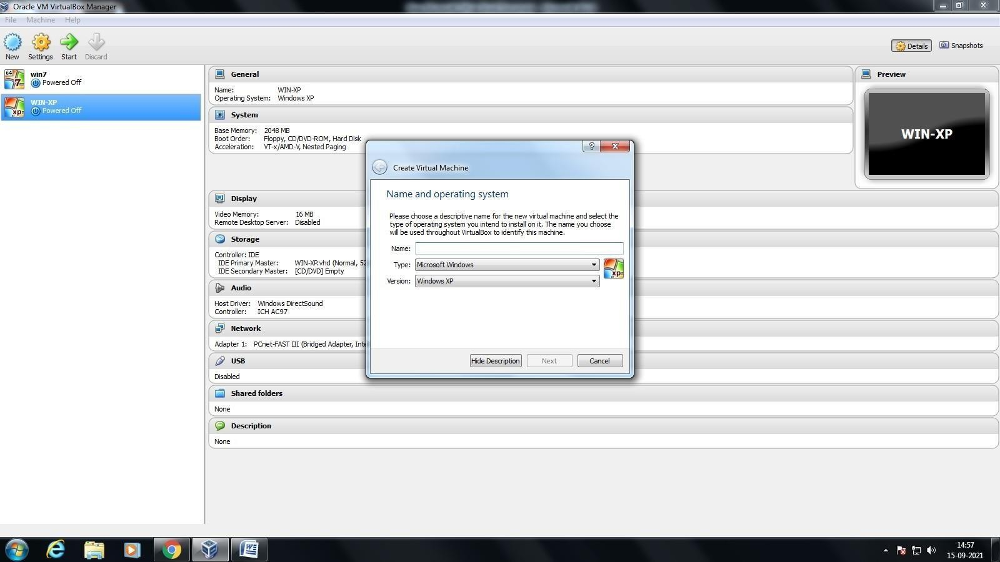 Oracle VM VirtualBox Manager
File Machine Help
New Settings Start Discard
Details Snapshots
64 7 win7
Powered Off
xp WIN-XP
Powered Off
General
Name: WIN-XP
Operating System: Windows XP
System
Base Memory: 2048 MB
Boot Order: Floppy, CD/DVD-ROM, Hard Disk
Acceleration: VT-x/AMD-V, Nested Paging
Preview
WIN-XP
Display
Video Memory: 16 MB
Remote Desktop Server: Disabled
Storage
Controller: IDE
IDE Primary Master: WIN-XP.vhd (Normal, 52
IDE Secondary Master: [CD/DVD] Empty
Audio
Host Driver: Windows DirectSound
Controller: ICH AC97
Network
Adapter 1: PCnet-FAST III (Bridged Adapter, Inte
USB
Disabled
Shared folders
None
Description
None
?
Create Virtual Machine
Name and operating system
Please choose a descriptive name for the new virtual machine and select the
type of operating system you intend to install on it. The name you choose
will be used throughout VirtualBox to identify this machine.
Name:
Type: Microsoft Windows
xp
Version: Windows XP
Hide Description Next Cancel
14:57
15-09-2021